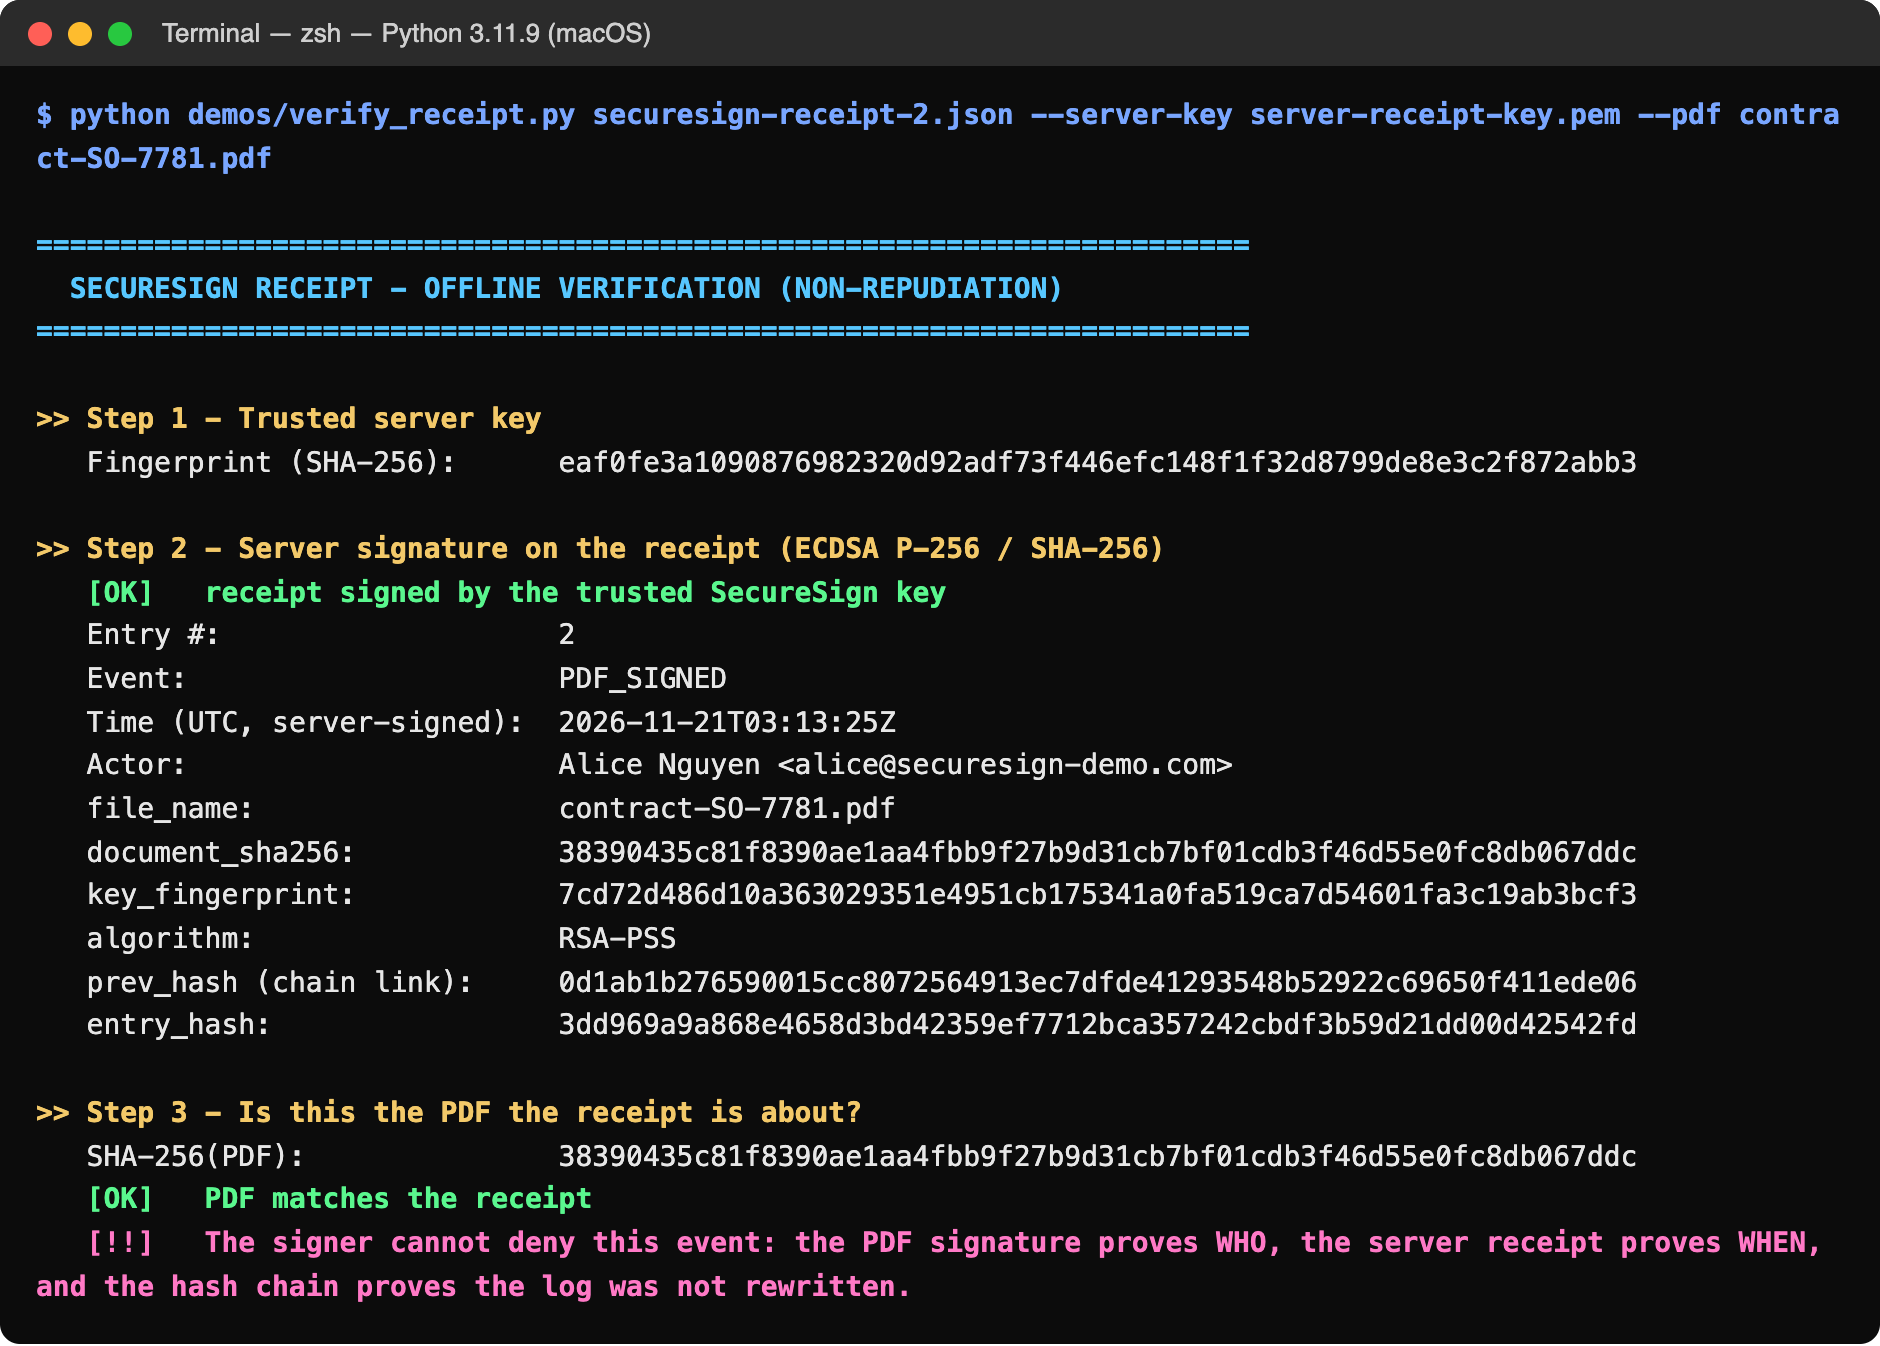 Terminal — zsh — Python 3.11.9 (macOS)
$ python demos/verify_receipt.py securesign-receipt-2.json --server-key server-receipt-key.pem --pdf contra
ct-SO-7781.pdf
========================================================================
SECURESIGN RECEIPT - OFFLINE VERIFICATION (NON-REPUDIATION)
========================================================================
>> Step 1 - Trusted server key
Fingerprint (SHA-256): eaf0fe3a1090876982320d92adf73f446efc148f1f32d8799de8e3c2f872abb3
>> Step 2 - Server signature on the receipt (ECDSA P-256 / SHA-256)
[OK] receipt signed by the trusted SecureSign key
Entry #: 2
Event: PDF_SIGNED
Time (UTC, server-signed): 2026-11-21T03:13:25Z
Actor: Alice Nguyen <alice@securesign-demo.com>
file_name: contract-SO-7781.pdf
document_sha256: 38390435c81f8390ae1aa4fbb9f27b9d31cb7bf01cdb3f46d55e0fc8db067ddc
key_fingerprint: 7cd72d486d10a363029351e4951cb175341a0fa519ca7d54601fa3c19ab3bcf3
algorithm: RSA-PSS
prev_hash (chain link): 0d1ab1b276590015cc8072564913ec7dfde41293548b52922c69650f411ede06
entry_hash: 3dd969a9a868e4658d3bd42359ef7712bca357242cbdf3b59d21dd00d42542fd
>> Step 3 - Is this the PDF the receipt is about?
SHA-256(PDF): 38390435c81f8390ae1aa4fbb9f27b9d31cb7bf01cdb3f46d55e0fc8db067ddc
[OK] PDF matches the receipt
[!!] The signer cannot deny this event: the PDF signature proves WHO, the server receipt proves WHEN,
and the hash chain proves the log was not rewritten.